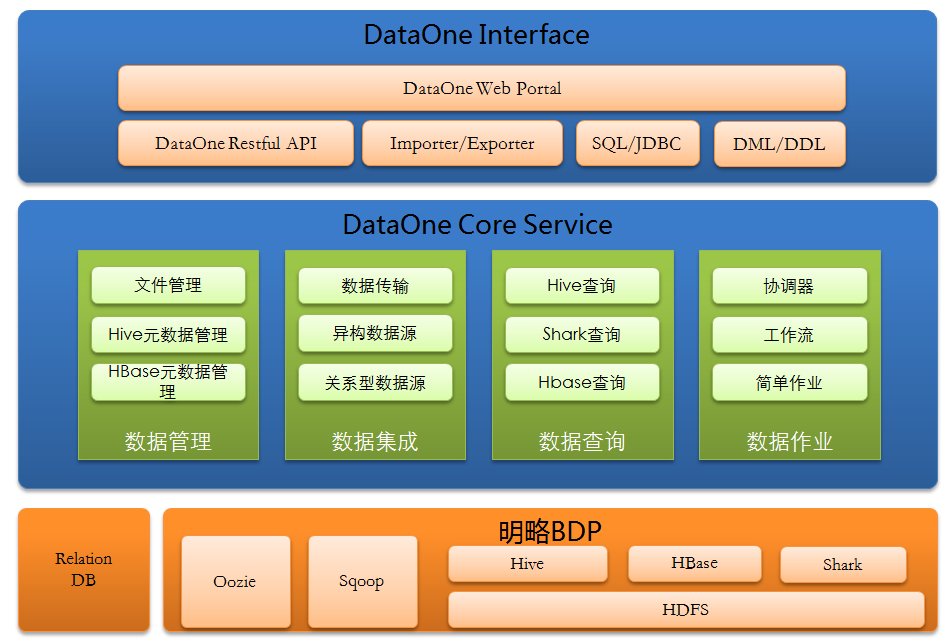 DataOne Interface
DataOne Web Portal
DataOne Restful API
Importer/Exporter
SQL/JDBC
DML/DDL
DataOne Core Service
文件管理
Hive元数据管理
HBase元数据管
理
数据管理
数据传输
异构数据源
关系型数据源
数据集成
Hive查询
Shark查询
Hbase查询
数据查询
协调器
工作流
简单作业
数据作业
Relation
DB
明略BDP
Oozie
Sqoop
Hive
HBase
Shark
HDFS